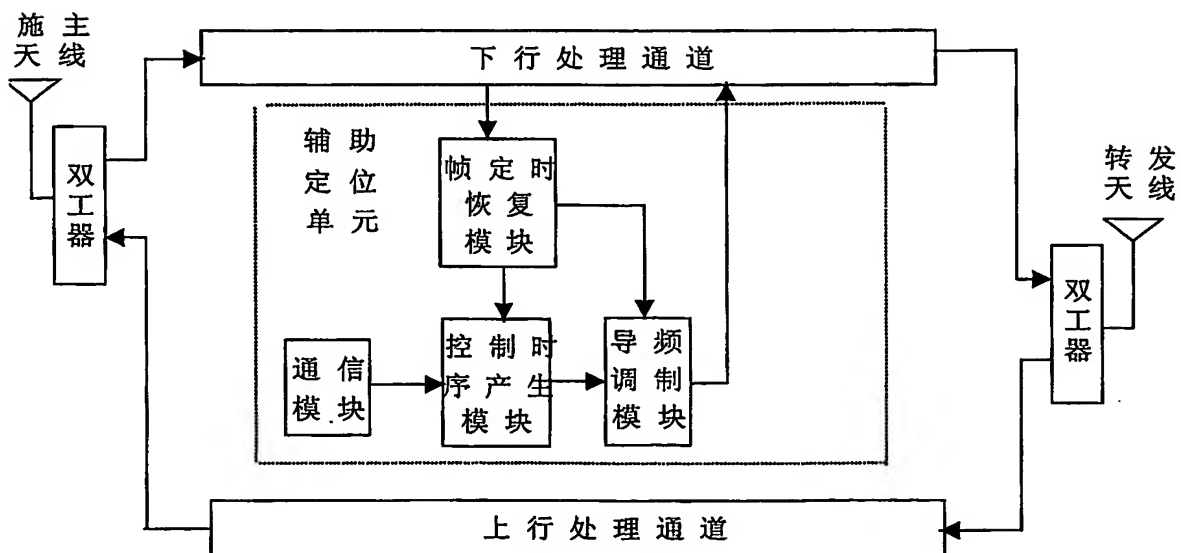 施主
天线
下行处理通道
辅助
定位
单元
帧定时
恢复
模块
转发
天线
双
工
器
双
工
器
通信
模块
控制时
序产生
模块
导频
调制
模块
上行处理通道